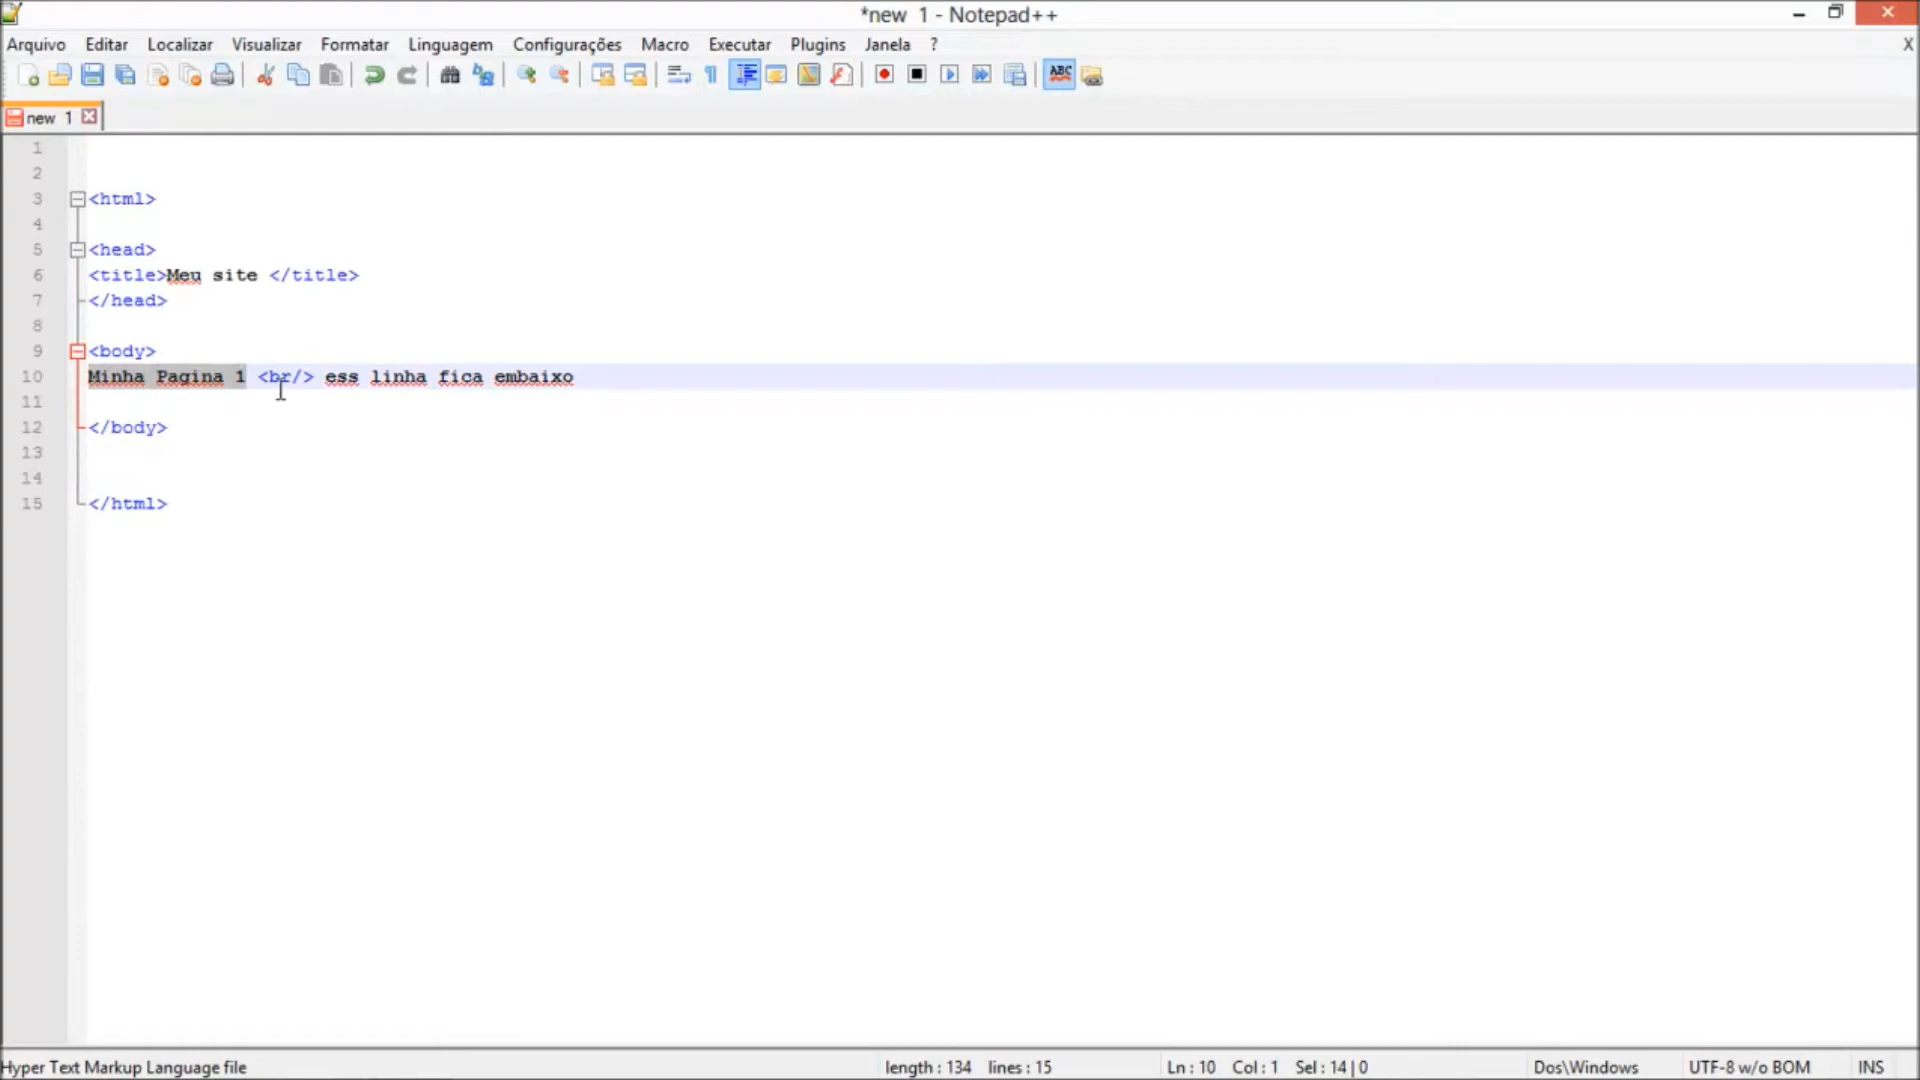 *new 1 - Notepad++
Arquivo Editar Localizar Visualizar Formatar Linguagem Configurações Macro Executar Plugins Janela ? X
ABC
new 1
1
2
3 <html>
4
5 <head>
6 <title>Meu site </title>
7 </head>
8
9 <body>
10 Minha Pagina 1 <br/> ess linha fica embaixo
11
12 </body>
13
14
15 </html>
Hyper Text Markup Language file length : 134 lines : 15 Ln : 10 Col : 1 Sel : 14 | 0 Dos\Windows UTF-8 w/o BOM INS